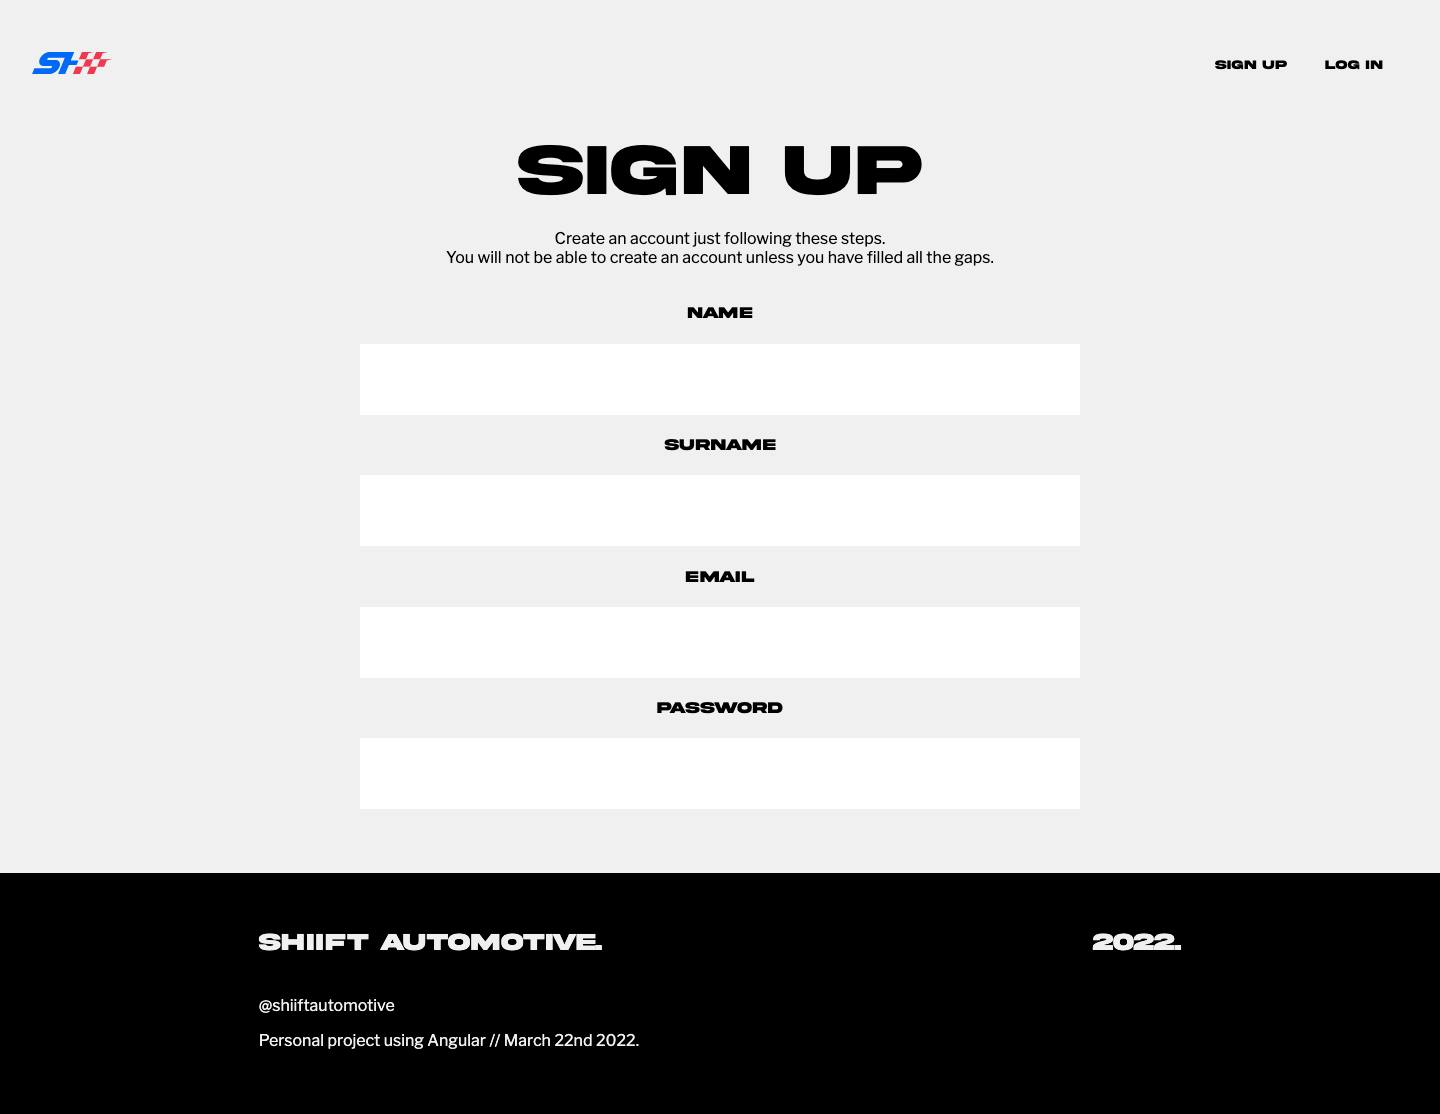 SH
SIGN UP
LOG IN
SIGN UP
Create an account just following these steps.
You will not be able to create an account unless you have filled all the gaps.
NAME
SURNAME
EMAIL
PASSWORD
SHIIFT AUTOMOTIVE.
2022.
@shiiftautomotive
Personal project using Angular // March 22nd 2022.